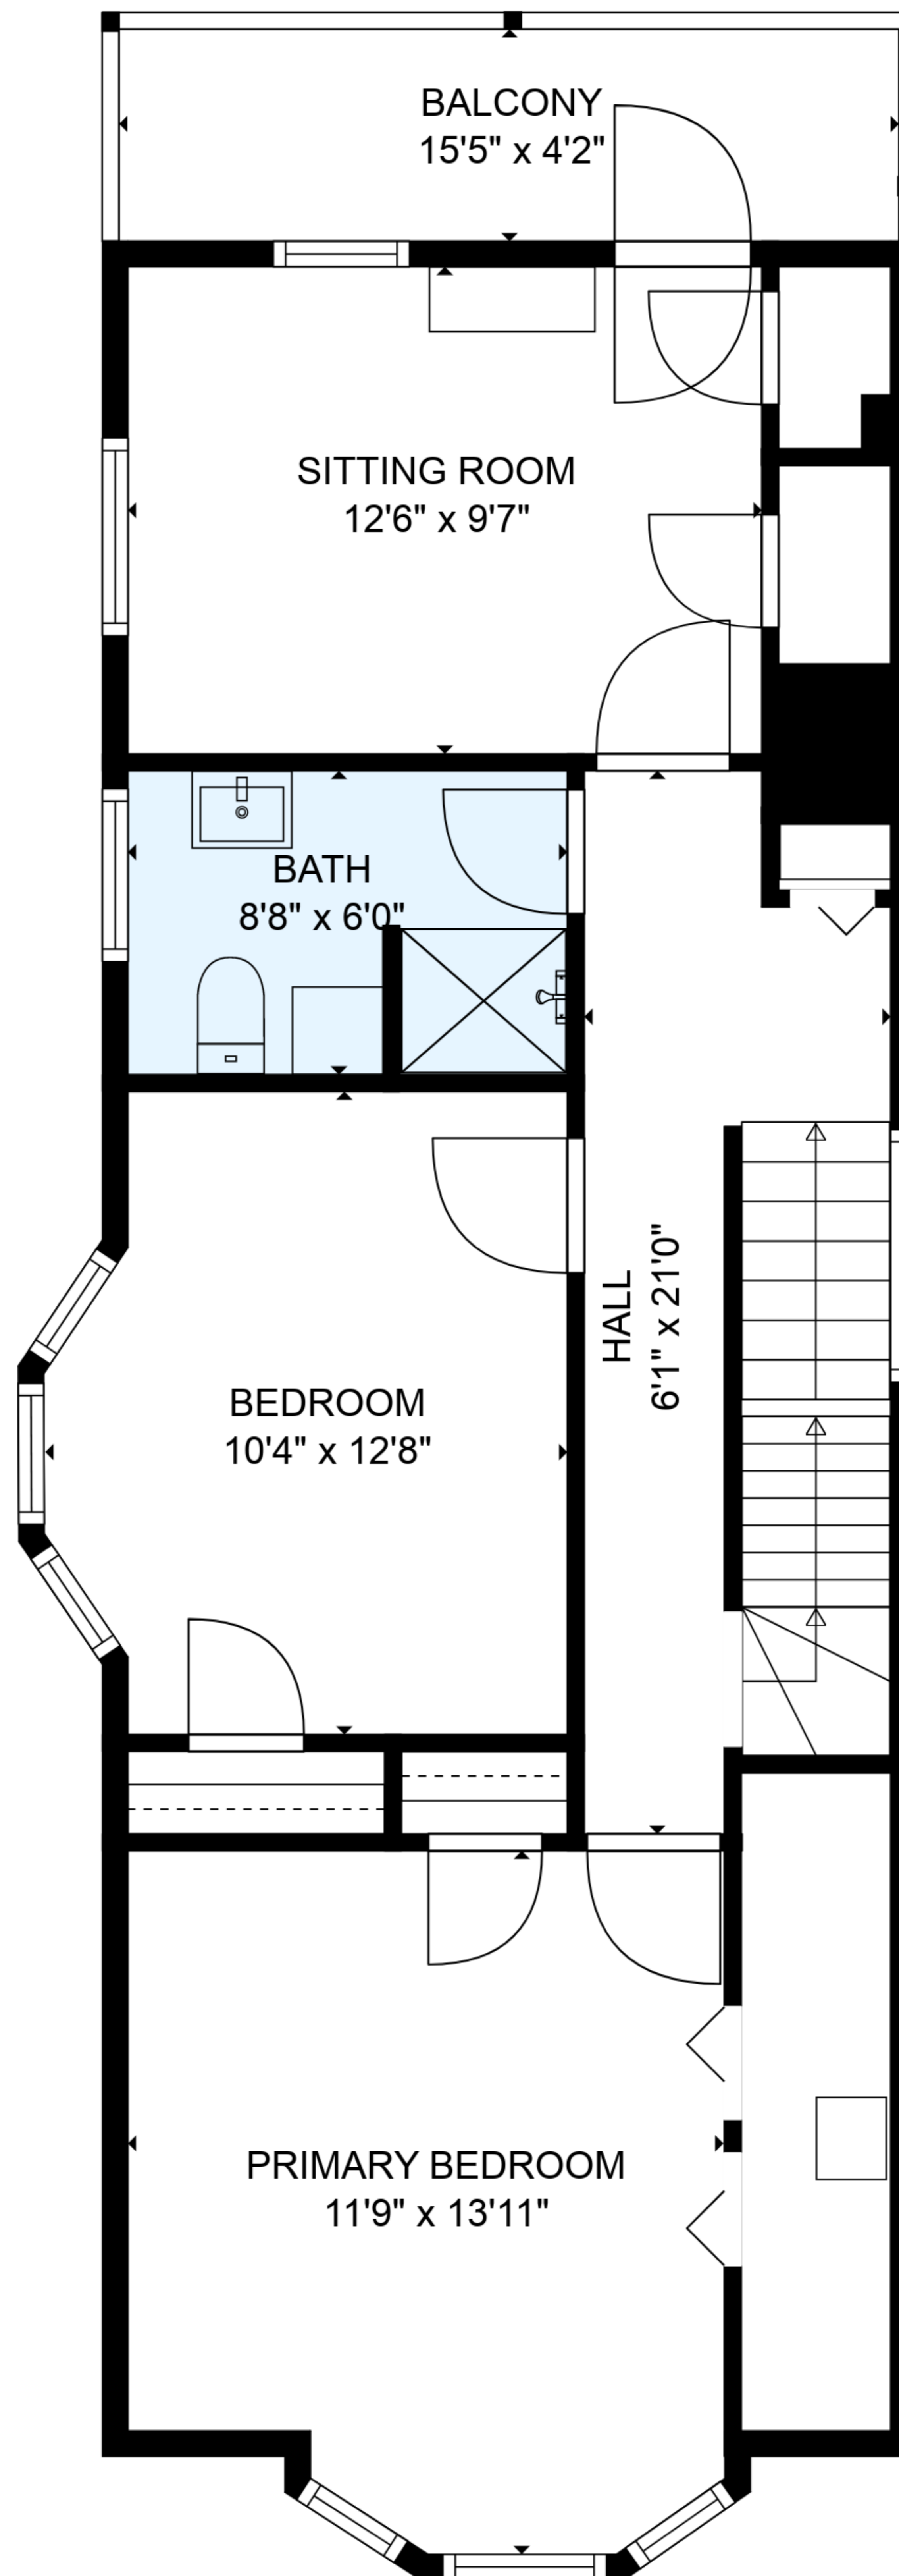 BALCONY
15'5" x 4'2"
SITTING ROOM
12'6" x 9'7"
BATH
8'8" x 6'0"
HALL
6'1" x 21'0"
BEDROOM
10'4" x 12'8"
PRIMARY BEDROOM
11'9" x 13'11"